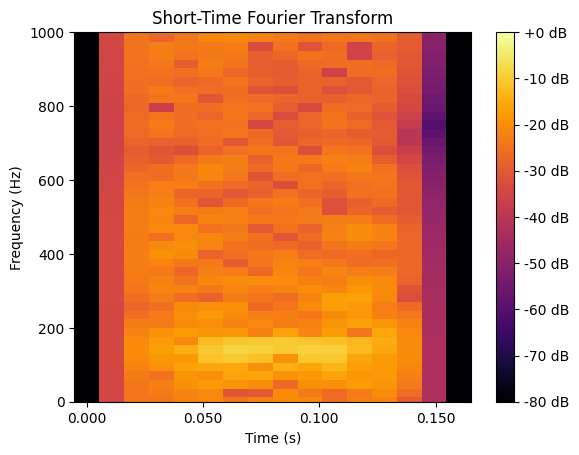 Short-Time Fourier Transform
1000
800
600
400
200
0
Frequency (Hz)
0.000
0.050
0.100
0.150
Time (s)
+0 dB
-10 dB
-20 dB
-30 dB
-40 dB
-50 dB
-60 dB
-70 dB
-80 dB